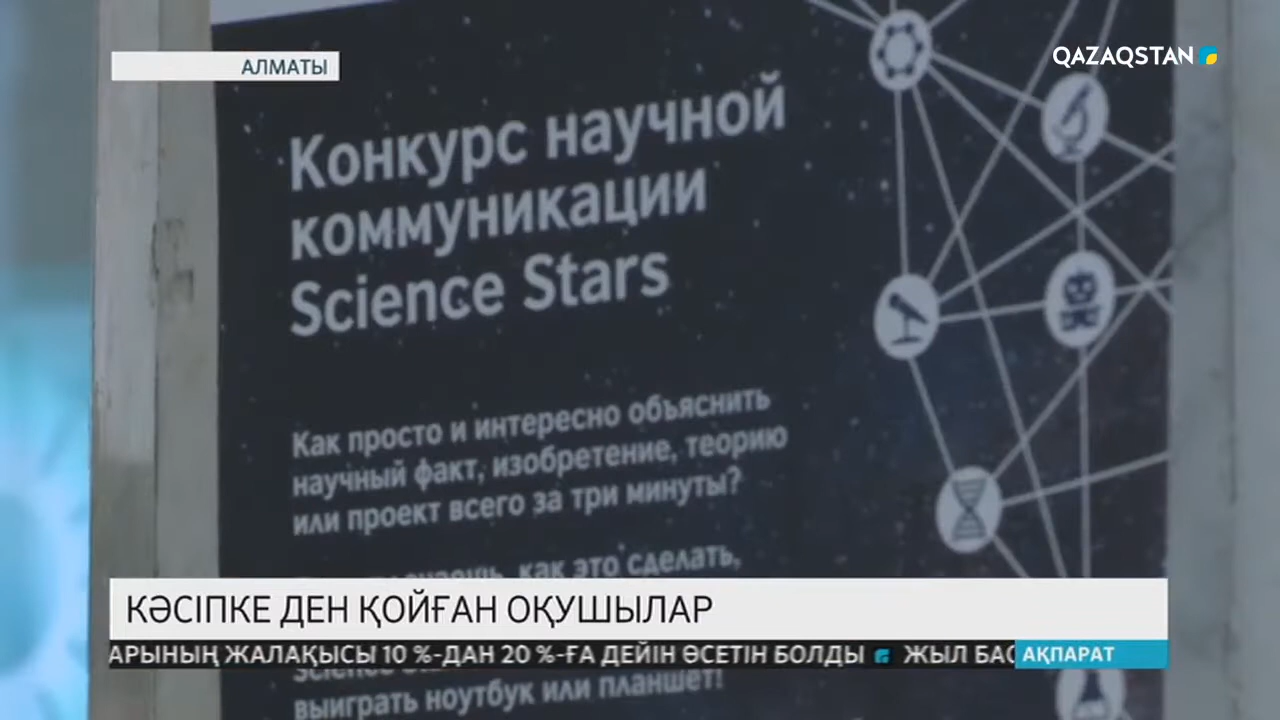 АЛМАТЫ
QAZAQSTAN
Конкурс научной
коммуникации
Science Stars
Как просто и интересно объяснить
научный факт, изобретение, теорию
или проект всего за три минуты?
как это сделать,
КӘСІПКЕ ДЕН ҚОЙҒАН ОҚУШЫЛАР
АРЫНЫҢ ЖАЛАҚЫСЫ 10 %-ДАН 20 %-ҒА ДЕЙІН ӨСЕТІН БОЛДЫ ЖЫЛ БАС
АҚПАРАТ
выиграть ноутбук или планшет!